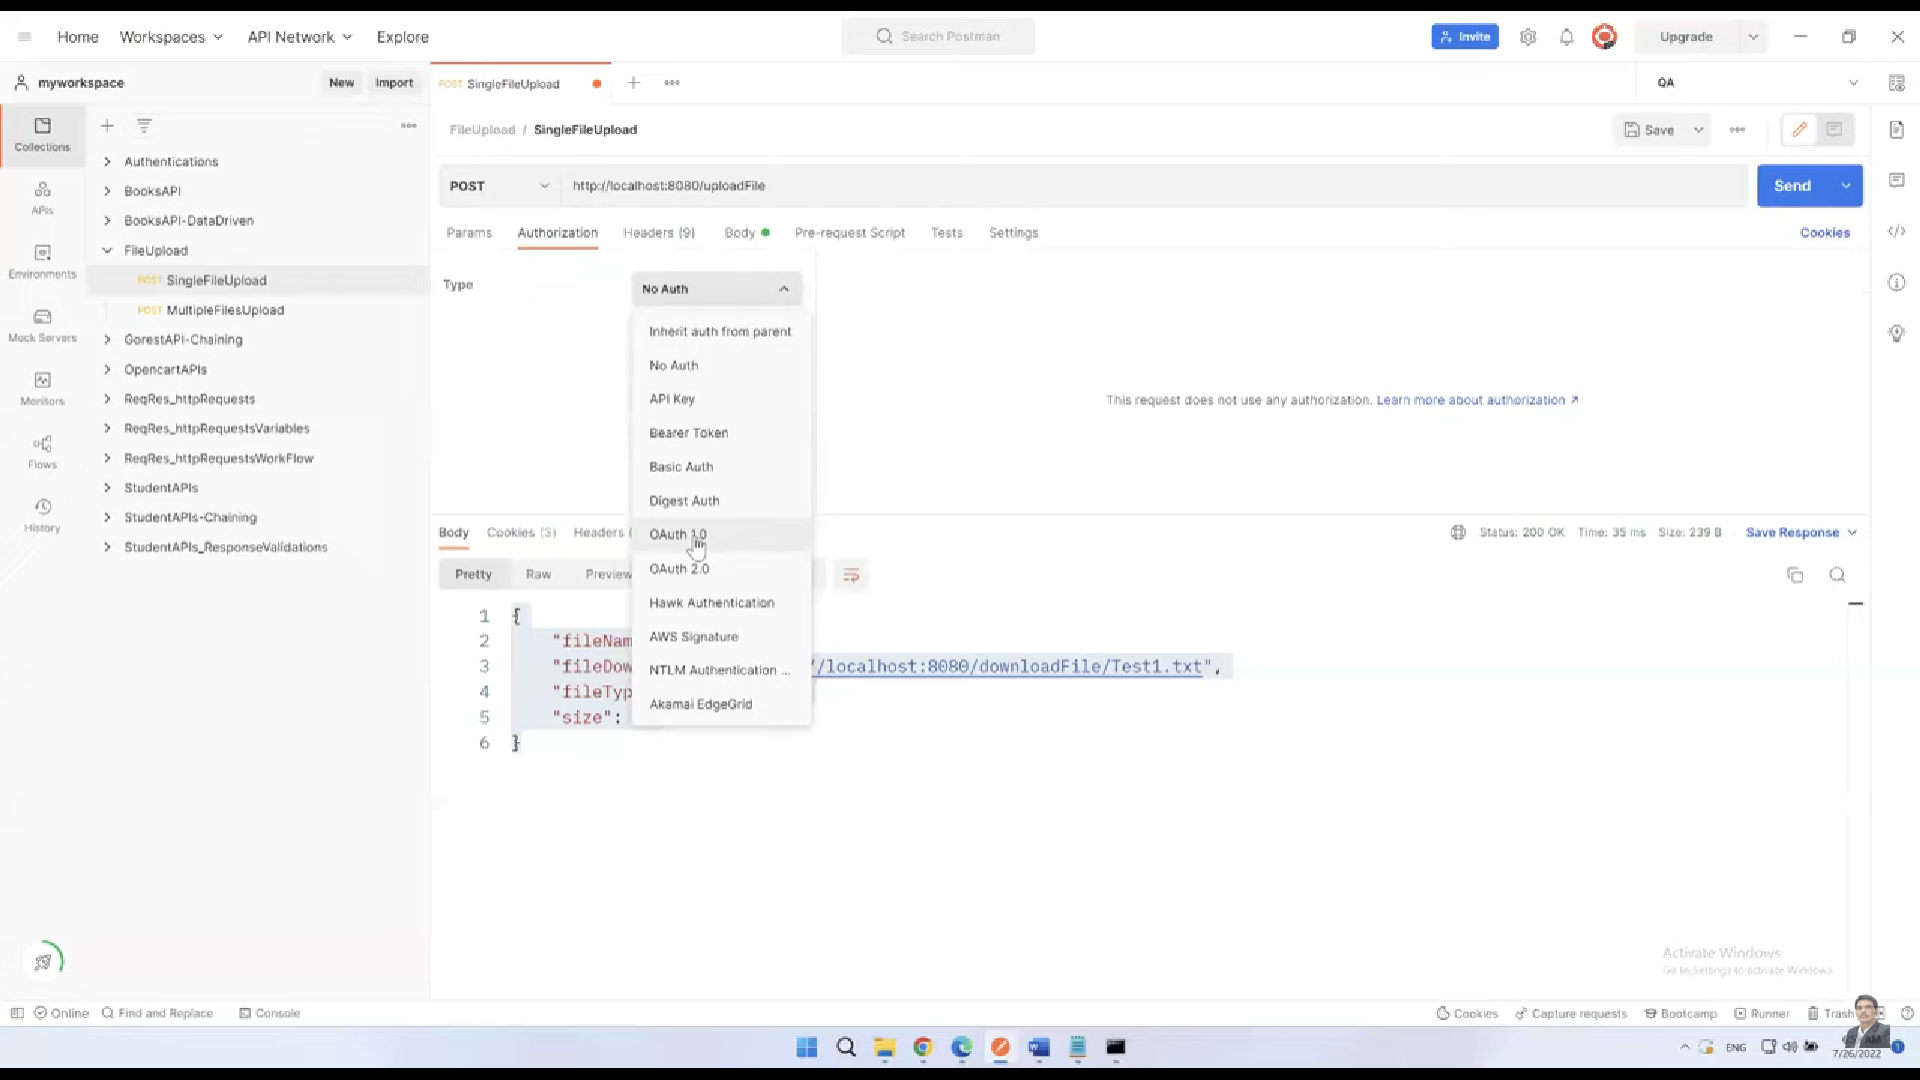 Home Workspaces API Network Explore
Search Postman
Invite
Upgrade
myworkspace
New Import
POST SingleFileUpload
QA
Collections
APIs
Environments
Mock Servers
Monitors
Flows
History
Authentications
BooksAPI
BooksAPI-DataDriven
FileUpload
POST SingleFileUpload
POST MultipleFilesUpload
GorestAPI-Chaining
OpencartAPIs
ReqRes_httpRequests
ReqRes_httpRequestsVariables
ReqRes_httpRequestsWorkFlow
StudentAPIs
StudentAPIs-Chaining
StudentAPIs_ResponseValidations
FileUpload / SingleFileUpload
Save
POST http://localhost:8080/uploadFile
Send
Params Authorization Headers (9) Body Pre-request Script Tests Settings
Cookies
Type
No Auth
Inherit auth from parent
No Auth
API Key
Bearer Token
Basic Auth
Digest Auth
OAuth 1.0
OAuth 2.0
Hawk Authentication
AWS Signature
NTLM Authentication ...
Akamai EdgeGrid
This request does not use any authorization. Learn more about authorization ↗
Body Cookies (3) Headers (
Status: 200 OK Time: 35 ms Size: 239 B Save Response
Pretty Raw Preview
1 {
2 "fileNam
3 "fileDow //localhost:8080/downloadFile/Test1.txt",
4 "fileTyp
5 "size":
6 }
Activate Windows
Go to Settings to activate Windows.
Online Find and Replace Console
Cookies Capture requests Bootcamp Runner Trash
ENG
7/26/2022
1